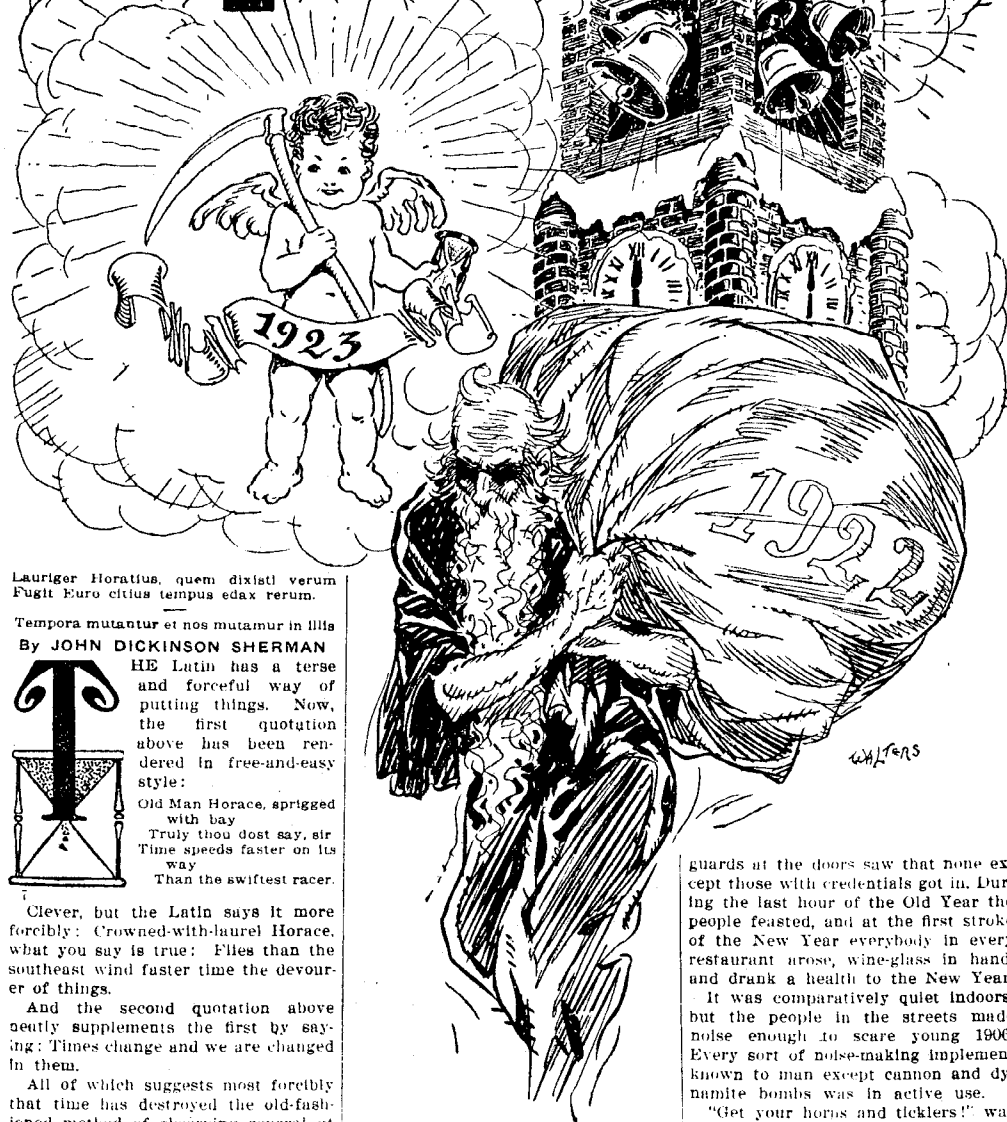 1923
1922
WALTERS
Lauriger Horatius, quem dixisti verum
Fugit Euro citius tempus edax rerum.
Tempora mutantur et nos mutamur in illis
By JOHN DICKINSON SHERMAN
THE Latin has a terse
and forceful way of
putting things. Now,
the first quotation
above has been ren-
dered in free-and-easy
style:
Old Man Horace, sprigged
with bay
Truly thou dost say, sir
Time speeds faster on its
way
Than the swiftest racer.
Clever, but the Latin says it more
forcibly: Crowned-with-laurel Horace,
what you say is true: Flies than the
southeast wind faster time the devour-
er of things.
And the second quotation above
neatly supplements the first by say-
ing: Times change and we are changed
in them.
All of which suggests most forcibly
that time has destroyed the old-fash-
ioned method of
guards at the doors saw that none ex
cept those with credentials got in. Dur
ing the last hour of the Old Year the
people feasted, and at the first strok
of the New Year everybody in every
restaurant arose, wine-glass in hand
and drank a health to the New Year
It was comparatively quiet indoors
but the people in the streets mad
noise enough to scare young 1906
Every sort of noise-making implemen
known to man except cannon and dy
namite bombs was in active use.
"Get your horns and ticklers!" wa